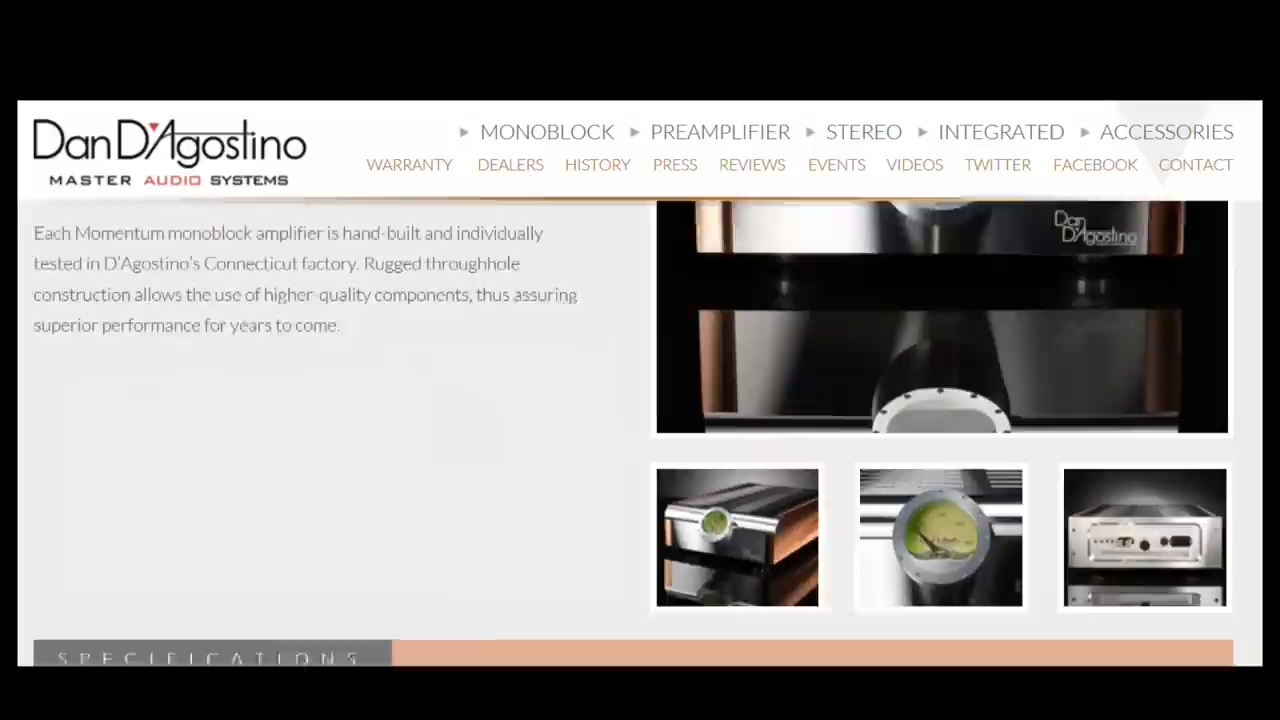 Dan D'Agostino
MASTER AUDIO SYSTEMS
MONOBLOCK PREAMPLIFIER STEREO INTEGRATED ACCESSORIES
WARRANTY DEALERS HISTORY PRESS REVIEWS EVENTS VIDEOS TWITTER FACEBOOK CONTACT
Each Momentum monoblock amplifier is hand-built and individually
tested in D'Agostino's Connecticut factory. Rugged throughhole
construction allows the use of higher-quality components, thus assuring
superior performance for years to come.
Dan
D'Agostino
SPECIFICATIONS